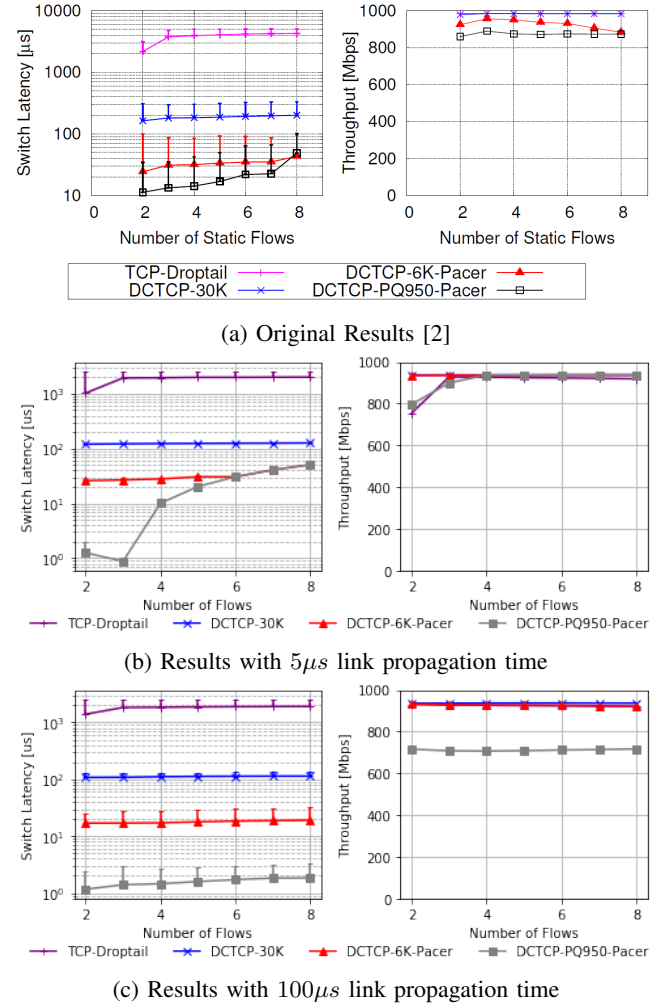 10000
1000
100
10
0 2 4 6 8
Switch Latency [µs]
Number of Static Flows
1000
800
600
400
200
0
0 2 4 6 8
Throughput [Mbps]
Number of Static Flows
TCP-Droptail DCTCP-6K-Pacer
DCTCP-30K DCTCP-PQ950-Pacer
(a) Original Results [2]
10³
10²
10¹
10⁰
2 4 6 8
Switch Latency [us]
Number of Flows
1000
800
600
400
200
0
2 4 6 8
Throughput [Mbps]
Number of Flows
TCP-Droptail DCTCP-30K DCTCP-6K-Pacer DCTCP-PQ950-Pacer
(b) Results with 5µs link propagation time
10³
10²
10¹
10⁰
2 4 6 8
Switch Latency [us]
Number of Flows
1000
800
600
400
200
0
2 4 6 8
Throughput [Mbps]
Number of Flows
TCP-Droptail DCTCP-30K DCTCP-6K-Pacer DCTCP-PQ950-Pacer
(c) Results with 100µs link propagation time